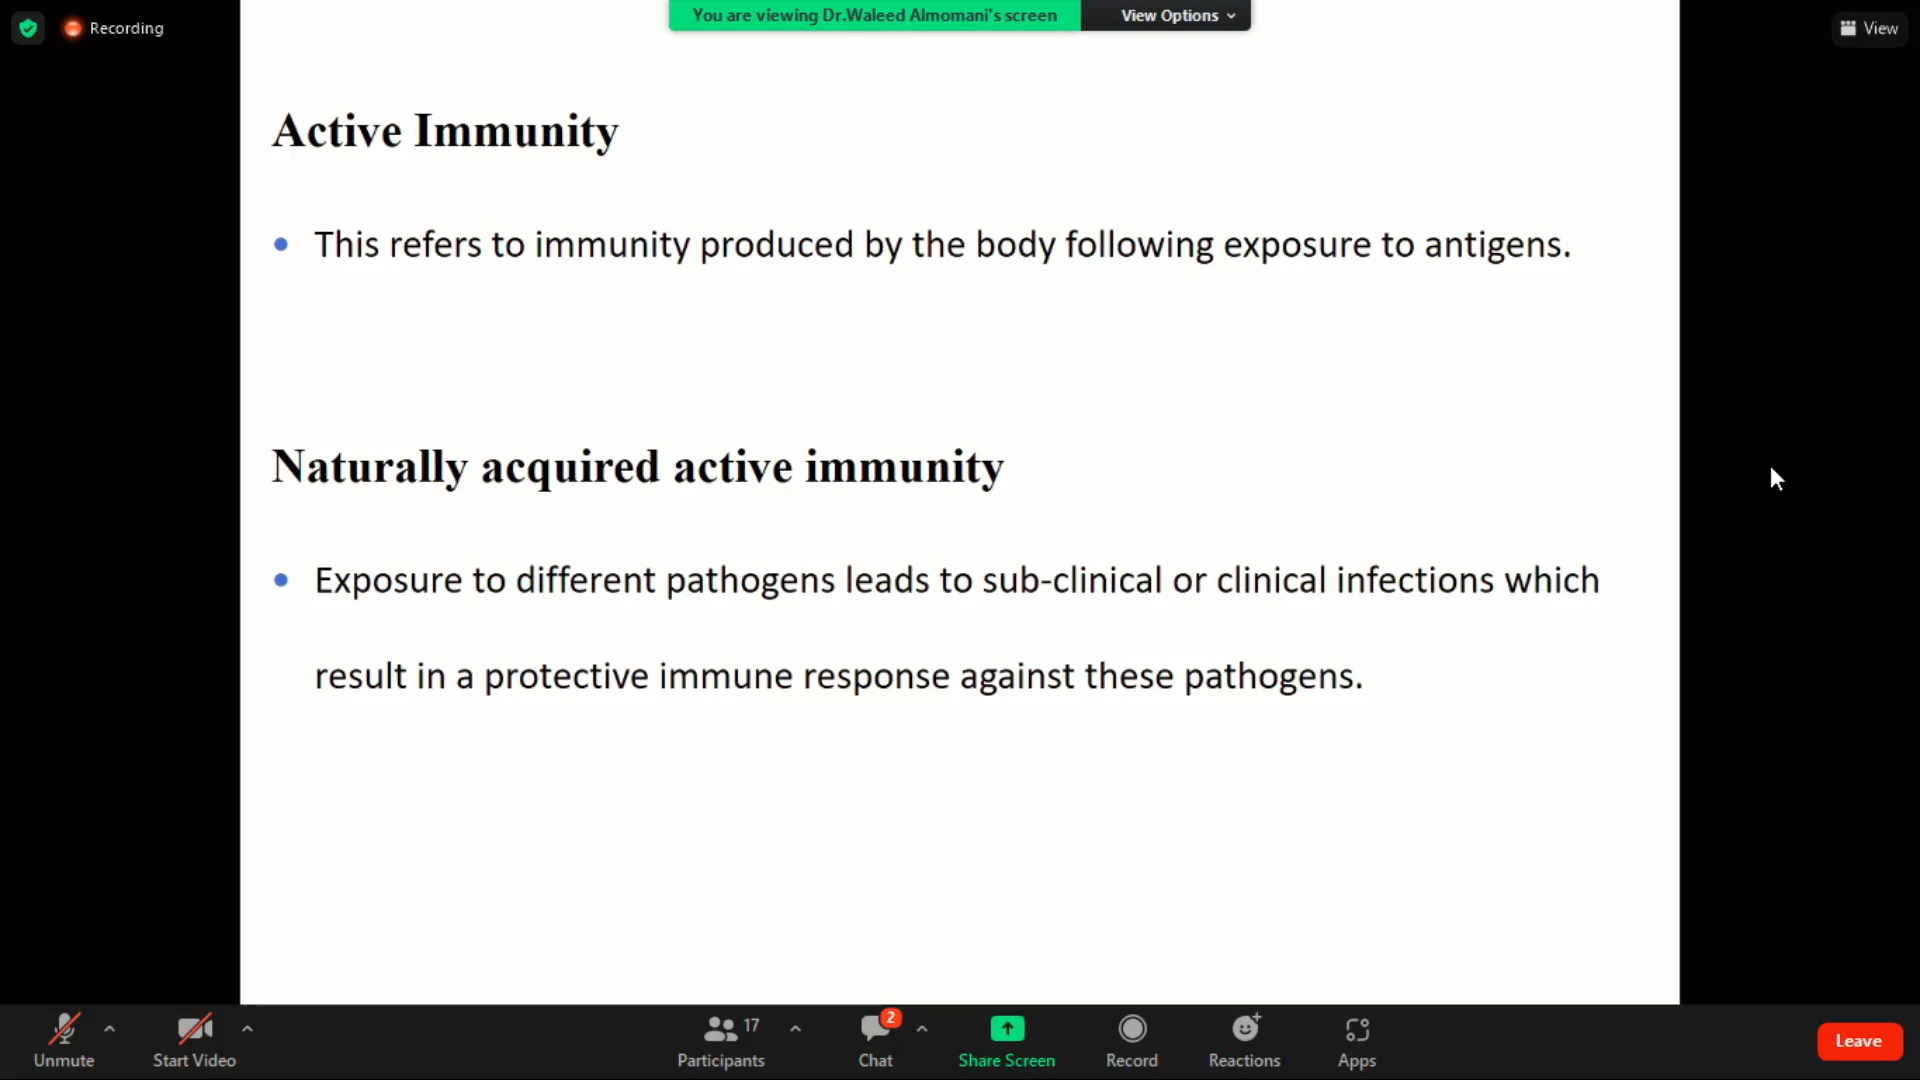 Recording
You are viewing Dr.Waleed Almomani's screen
View Options
View
Active Immunity
• This refers to immunity produced by the body following exposure to antigens.
Naturally acquired active immunity
• Exposure to different pathogens leads to sub-clinical or clinical infections which
result in a protective immune response against these pathogens.
17
2
Unmute
Start Video
Participants
Chat
Share Screen
Record
Reactions
Apps
Leave